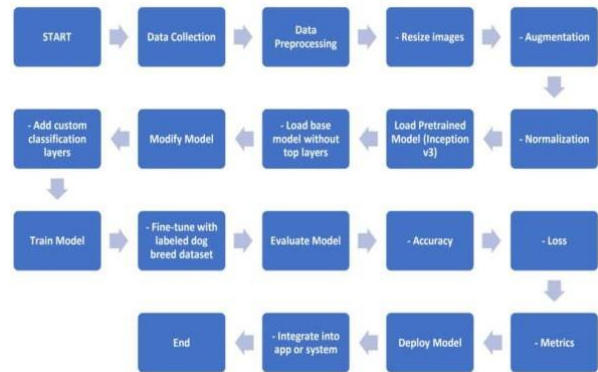 START
Data Collection
Data
Preprocessing
- Resize images
- Augmentation
- Normalization
Load Pretrained
Model (Inception
v3)
- Load base
model without
top layers
Modify Model
- Add custom
classification
layers
Train Model
- Fine-tune with
labeled dog
breed dataset
Evaluate Model
- Accuracy
- Loss
- Metrics
Deploy Model
- Integrate into
app or system
End